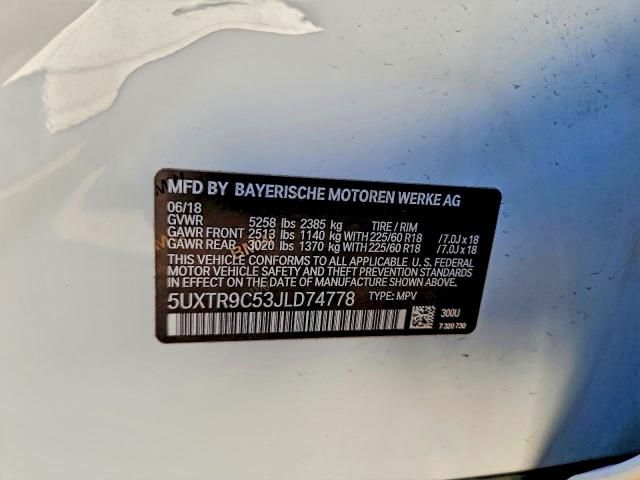 MFD BY BAYERISCHE MOTOREN WERKE AG
06/18
GVWR 5258 lbs 2385 kg TIRE / RIM
GAWR FRONT 2513 lbs 1140 kg WITH 225/60 R18 /7.0J x 18
GAWR REAR 3020 lbs 1370 kg WITH 225/60 R18 /7.0J x 18
THIS VEHICLE CONFORMS TO ALL APPLICABLE U.S. FEDERAL
MOTOR VEHICLE SAFETY AND THEFT PREVENTION STANDARDS
IN EFFECT ON THE DATE OF MANUFACTURE SHOWN ABOVE.
5UXTR9C53JLD74778 TYPE: MPV
300U
7 320 730